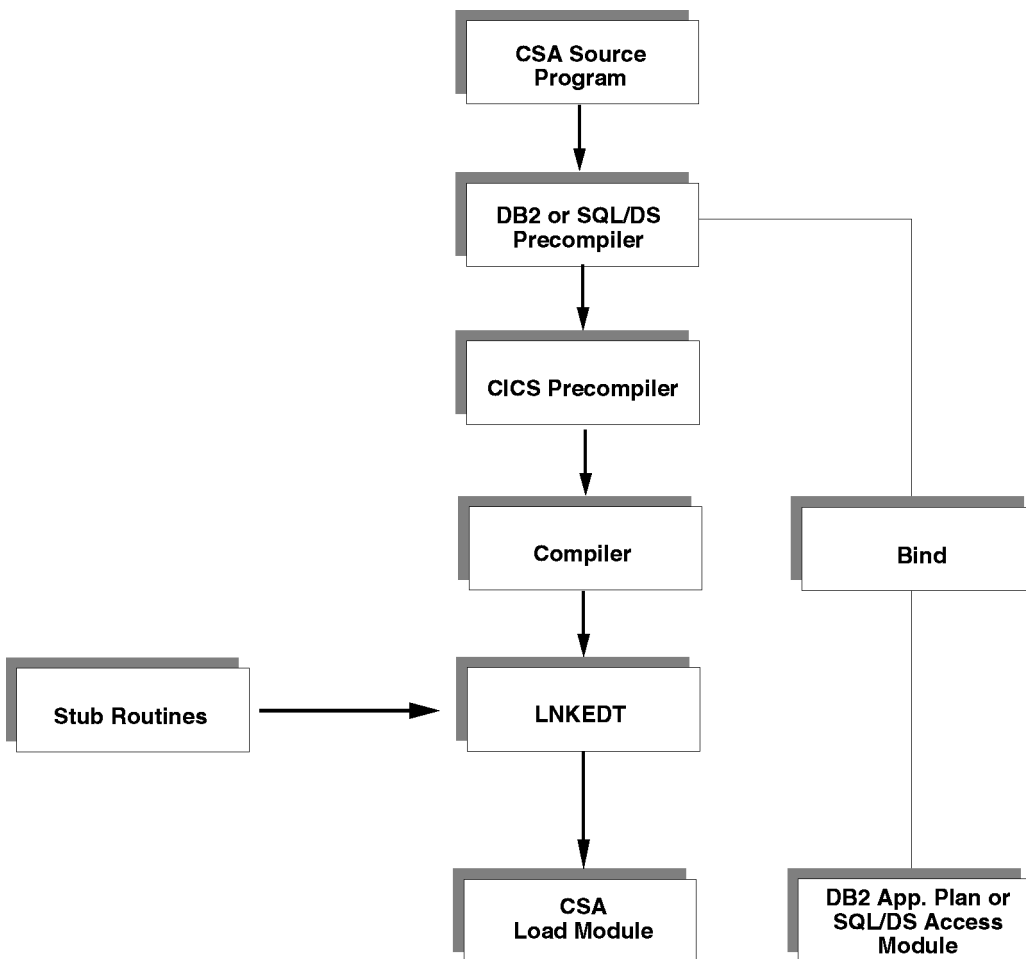 CSA Source
Program
DB2 or SQL/DS
Precompiler
CICS Precompiler
Compiler
Bind
Stub Routines
LNKEDT
CSA
Load Module
DB2 App. Plan or
SQL/DS Access
Module